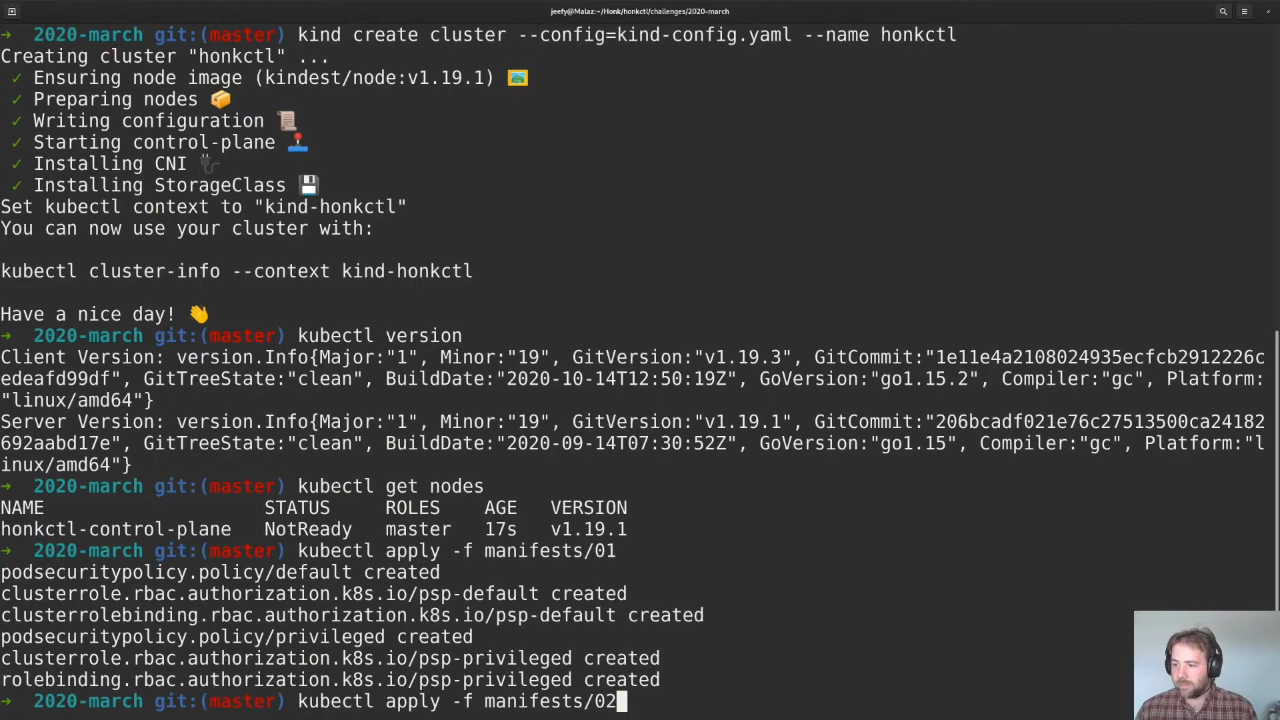 jeefy@Malaz:~/Honk/honkctl/challenges/2020-march
➜ 2020-march git:(master) kind create cluster --config=kind-config.yaml --name honkctl
Creating cluster "honkctl" ...
✓ Ensuring node image (kindest/node:v1.19.1) 🖼
✓ Preparing nodes 📦
✓ Writing configuration 📜
✓ Starting control-plane 🕹️
✓ Installing CNI 🔌
✓ Installing StorageClass 💾
Set kubectl context to "kind-honkctl"
You can now use your cluster with:
kubectl cluster-info --context kind-honkctl
Have a nice day! 👋
➜ 2020-march git:(master) kubectl version
Client Version: version.Info{Major:"1", Minor:"19", GitVersion:"v1.19.3", GitCommit:"1e11e4a2108024935ecfcb2912226c
edeafd99df", GitTreeState:"clean", BuildDate:"2020-10-14T12:50:19Z", GoVersion:"go1.15.2", Compiler:"gc", Platform:
"linux/amd64"}
Server Version: version.Info{Major:"1", Minor:"19", GitVersion:"v1.19.1", GitCommit:"206bcadf021e76c27513500ca24182
692aabd17e", GitTreeState:"clean", BuildDate:"2020-09-14T07:30:52Z", GoVersion:"go1.15", Compiler:"gc", Platform:"l
inux/amd64"}
➜ 2020-march git:(master) kubectl get nodes
NAME STATUS ROLES AGE VERSION
honkctl-control-plane NotReady master 17s v1.19.1
➜ 2020-march git:(master) kubectl apply -f manifests/01
podsecuritypolicy.policy/default created
clusterrole.rbac.authorization.k8s.io/psp-default created
clusterrolebinding.rbac.authorization.k8s.io/psp-default created
podsecuritypolicy.policy/privileged created
clusterrole.rbac.authorization.k8s.io/psp-privileged created
rolebinding.rbac.authorization.k8s.io/psp-privileged created
➜ 2020-march git:(master) kubectl apply -f manifests/02